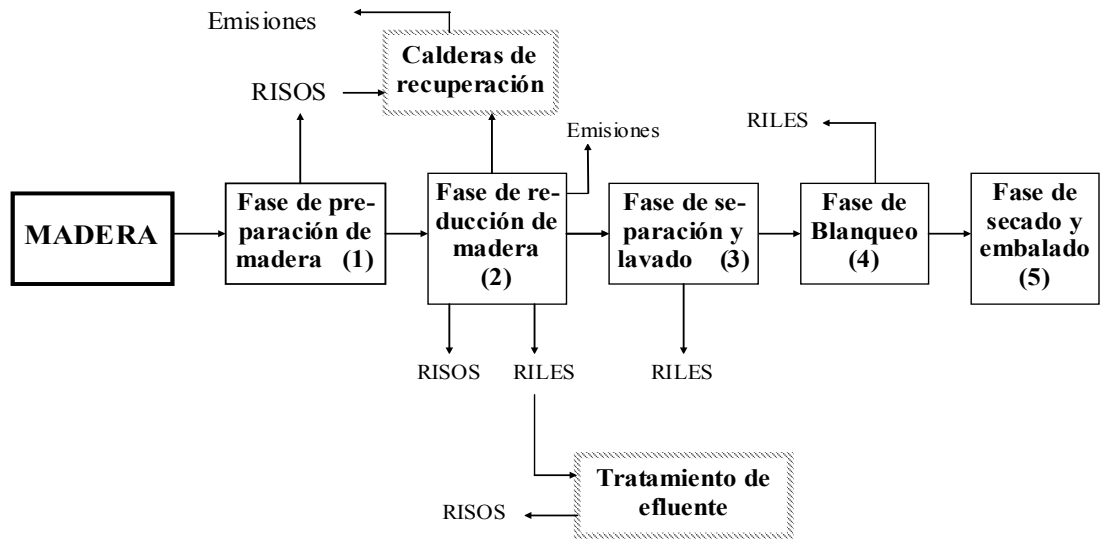 Emisiones
Calderas de
recuperación
RISOS
Emisiones
RILES
MADERA
Fase de pre-
paración de
madera (1)
Fase de re-
ducción de
madera
(2)
Fase de se-
paración y
lavado (3)
Fase de
Blanqueo
(4)
Fase de
secado y
embalado
(5)
RISOS
RILES
RILES
Tratamiento de
efluente
RISOS